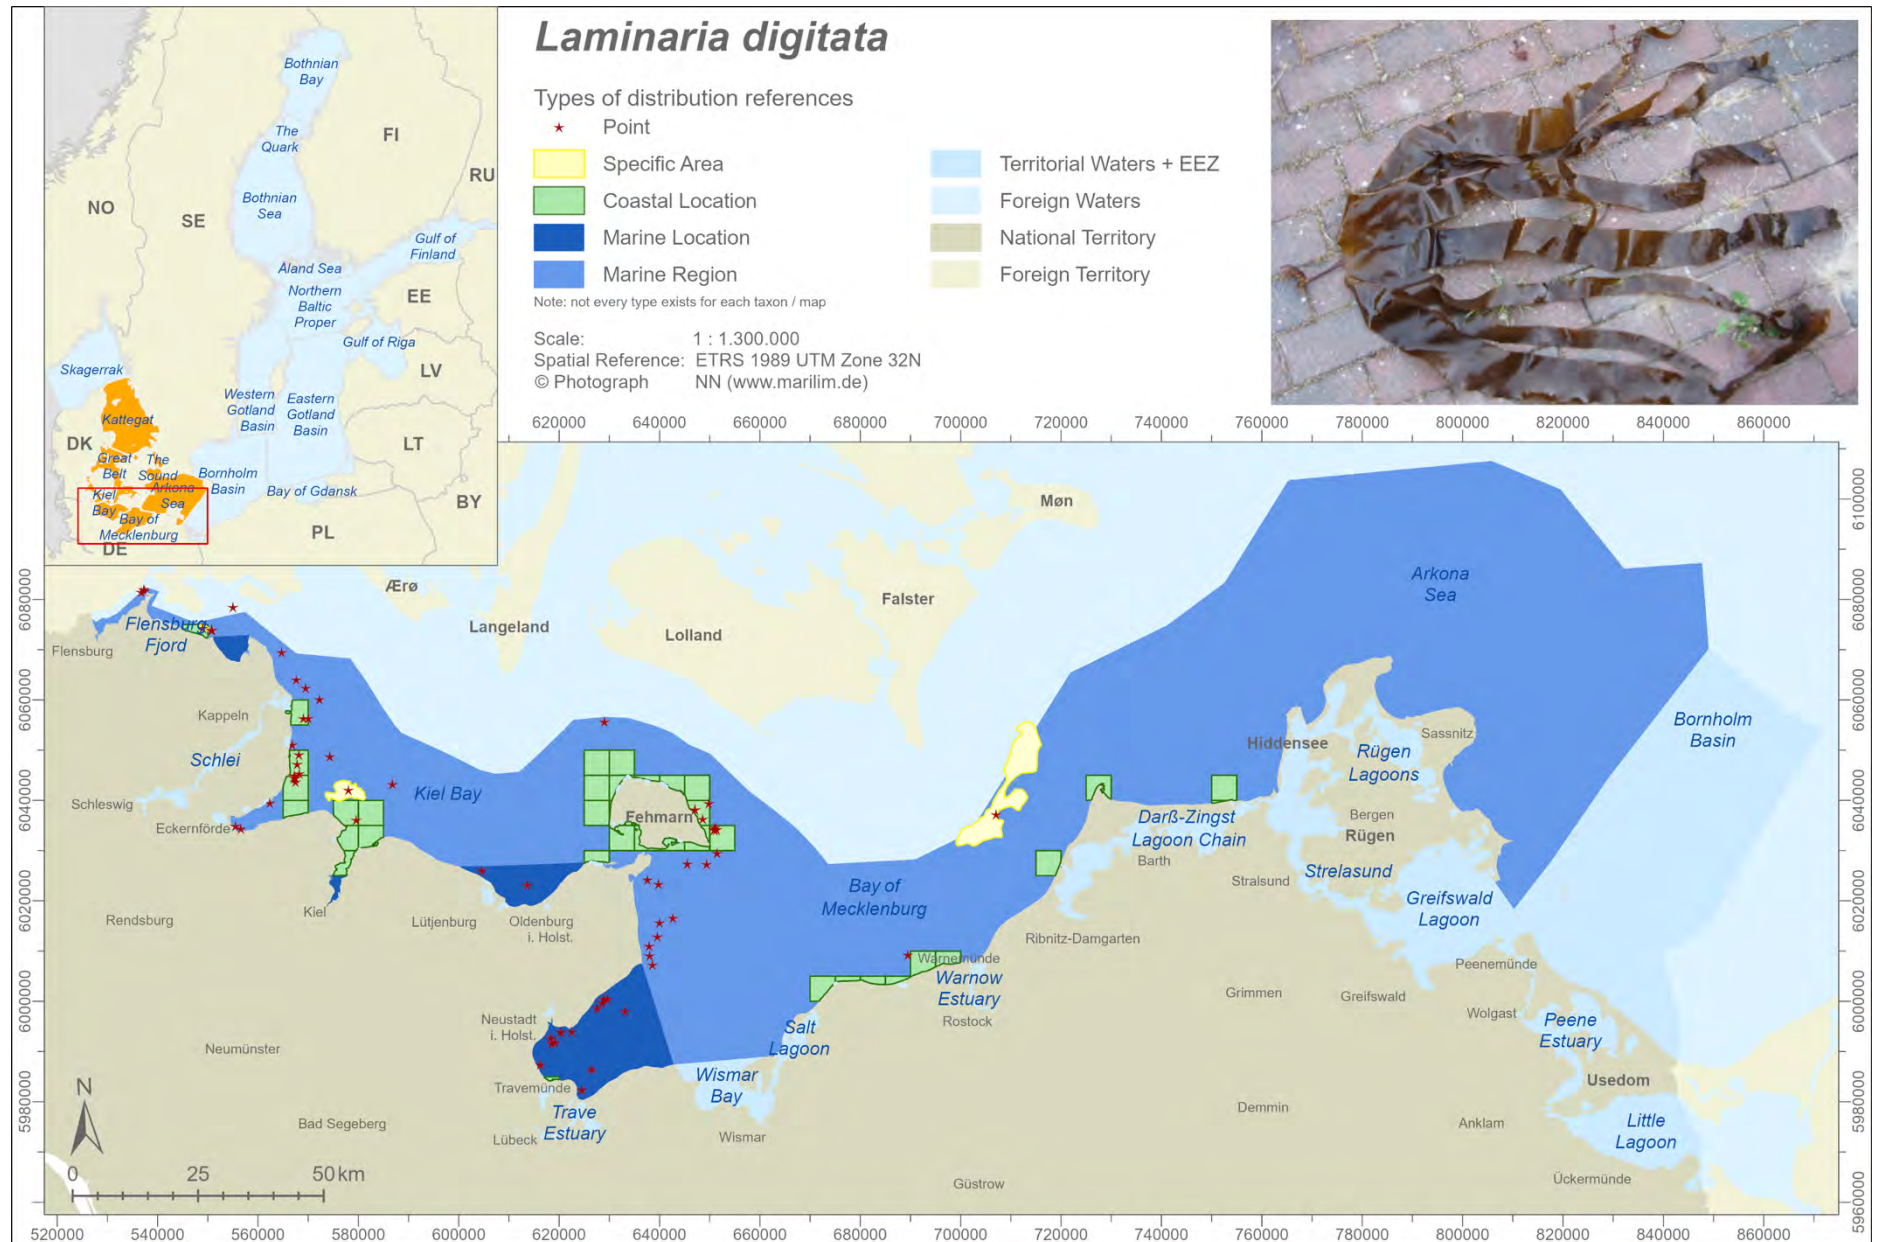 Laminaria digitata
Types of distribution references
Point
Specific Area
Coastal Location
Marine Location
Marine Region
Territorial Waters + EEZ
Foreign Waters
National Territory
Foreign Territory
Note: not every type exists for each taxon / map
Scale: 1 : 1.300.000
Spatial Reference: ETRS 1989 UTM Zone 32N
© Photograph NN (www.marilim.de)
Bothnian
Bay
The
Quark
FI
RU
NO
SE
Bothnian
Sea
Gulf of
Finland
Åland Sea
Northern
Baltic
Proper
EE
Gulf of Riga
Skagerrak
LV
Western
Gotland
Basin
Eastern
Gotland
Basin
Kattegat
DK
LT
Great
Belt
The
Sound
Bornholm
Basin
Arkona
Sea
Bay of Gdansk
Kiel
Bay
Bay of
Mecklenburg
BY
PL
DE
620000 640000 660000 680000 700000 720000 740000 760000 780000 800000 820000 840000 860000
6100000
6080000
6060000
6040000
6020000
6000000
5980000
5960000
6080000
6060000
6040000
6020000
6000000
5980000
Møn
Ærø
Langeland
Lolland
Falster
Arkona
Sea
Flensburg
Fjord
Flensburg
Kappeln
Schlei
Schleswig
Eckernförde
Kiel Bay
Fehmarn
Hiddensee
Sassnitz
Rügen
Lagoons
Bornholm
Basin
Bergen
Rügen
Darß-Zingst
Lagoon Chain
Barth
Stralsund
Strelasund
Greifswald
Lagoon
Bay of
Mecklenburg
Rendsburg
Kiel
Lütjenburg
Oldenburg
i. Holst.
Ribnitz-Damgarten
Warnemünde
Warnow
Estuary
Rostock
Peenemünde
Grimmen
Greifswald
Wolgast
Peene
Estuary
Neustadt
i. Holst.
Salt
Lagoon
Neumünster
Wismar
Bay
Travemünde
Trave
Estuary
Usedom
Little
Lagoon
Demmin
Anklam
Bad Segeberg
Lübeck
Wismar
Güstrow
Ückermünde
N
0 25 50 km
520000 540000 560000 580000 600000 620000 640000 660000 680000 700000 720000 740000 760000 780000 800000 820000 840000 860000